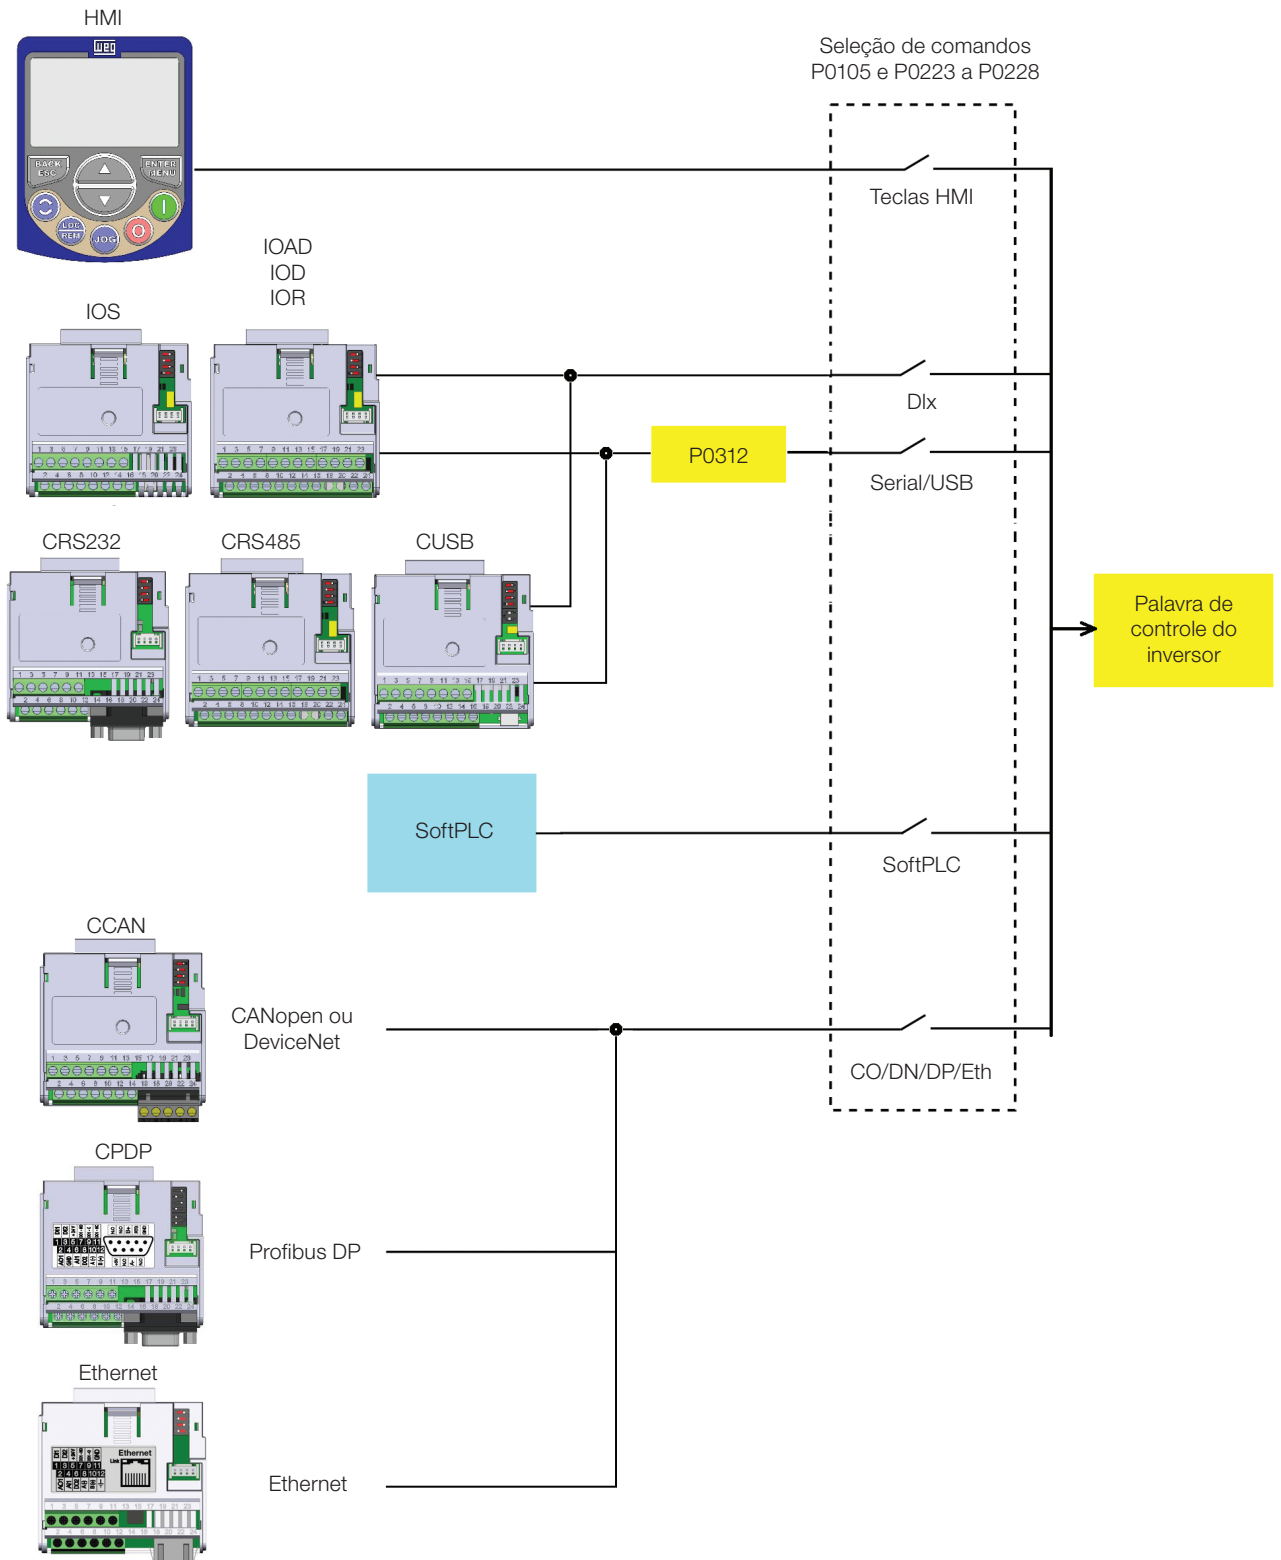 HMI
weg
BACK
ESC
ENTER
MENU
LOC
REM
JOG
Seleção de comandos
P0105 e P0223 a P0228
Teclas HMI
IOAD
IOD
IOR
IOS
DIx
P0312
Serial/USB
CRS232
CRS485
CUSB
Palavra de
controle do
inversor
SoftPLC
SoftPLC
CCAN
CANopen ou
DeviceNet
CO/DN/DP/Eth
CPDP
Profibus DP
Ethernet
Ethernet
Link
Ethernet